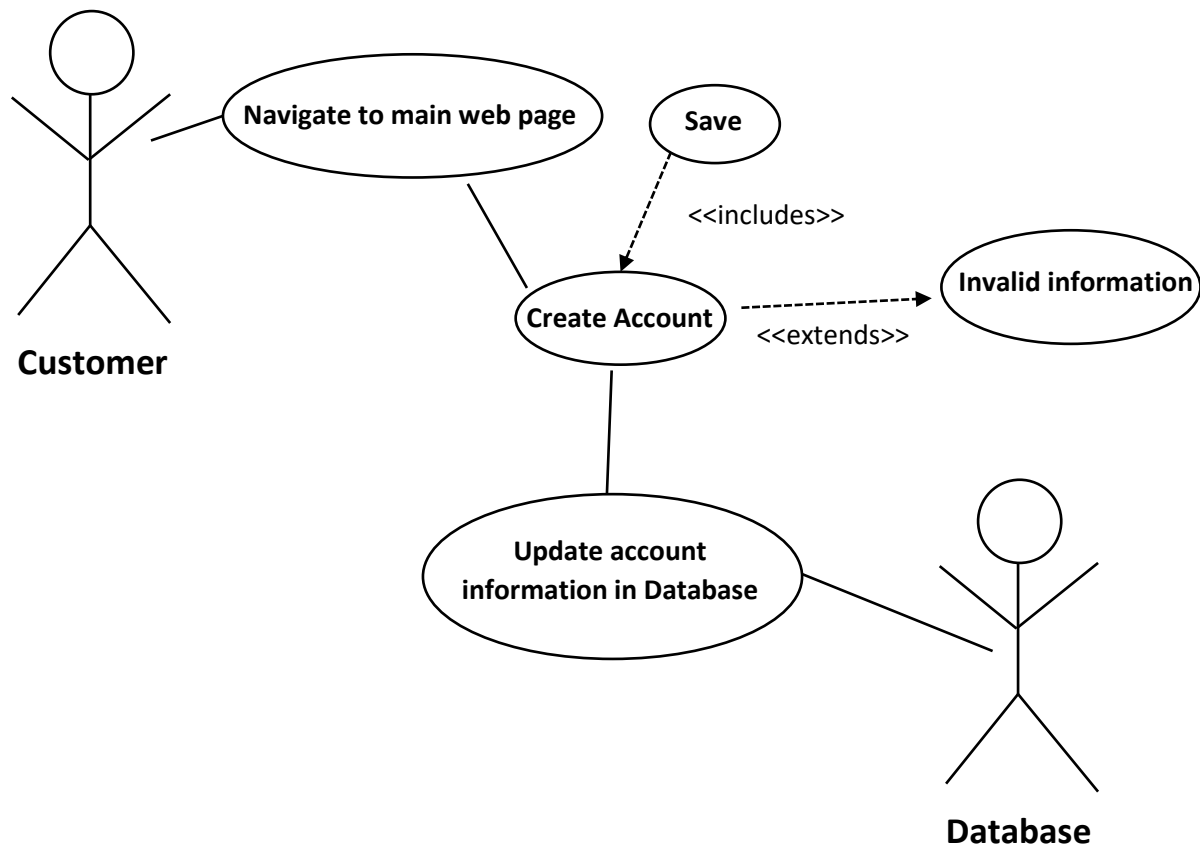 Navigate to main web page
Save
<<includes>>
Invalid information
Create Account
<<extends>>
Customer
Update account
information in Database
Database